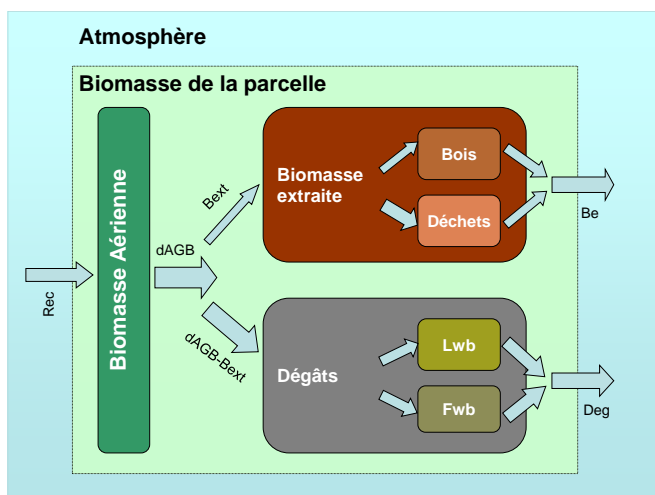 Atmosphère
Biomasse de la parcelle
Rec
Biomasse Aérienne
dAGB
Bext
dAGB-Bext
Biomasse
extraite
Bois
Déchets
Be
Dégâts
Lwb
Fwb
Deg